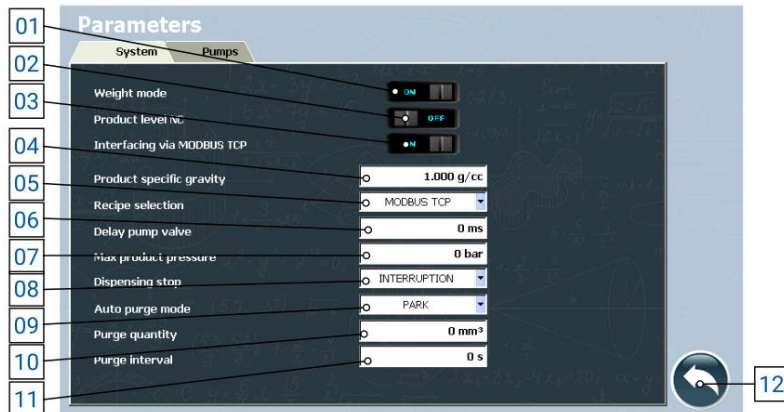 Parameters
System Pumps
01
02
03
04
05
06
07
08
09
10
11
12
Weight mode ON
Product level NC OFF
Interfacing via MODBUS TCP ON
Product specific gravity 1.000 g/cc
Recipe selection MODBUS TCP
Delay pump valve 0 ms
Max product pressure 0 bar
Dispensing stop INTERRUPTION
Auto purge mode PARK
Purge quantity 0 mm³
Purge interval 0 s